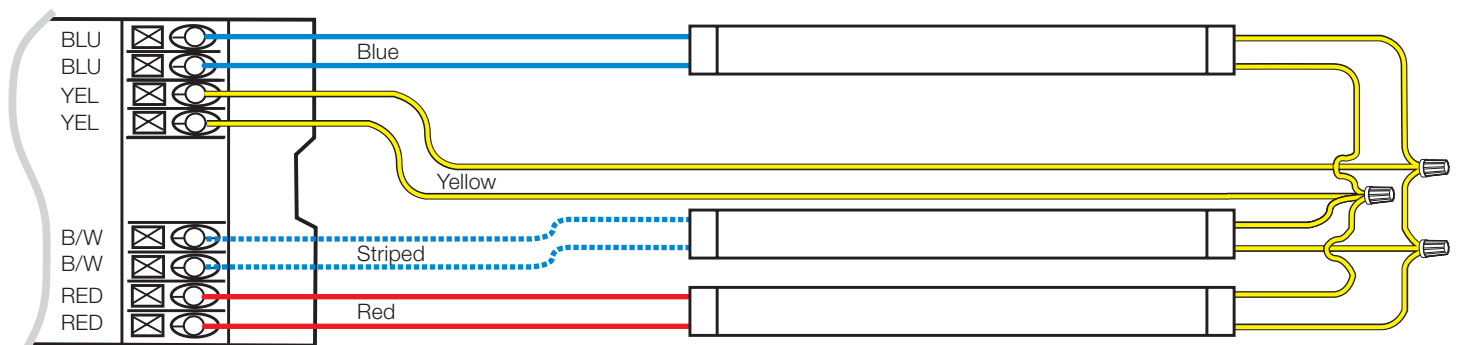 BLU
Blue
BLU
YEL
YEL
Yellow
B/W
Striped
B/W
RED
Red
RED